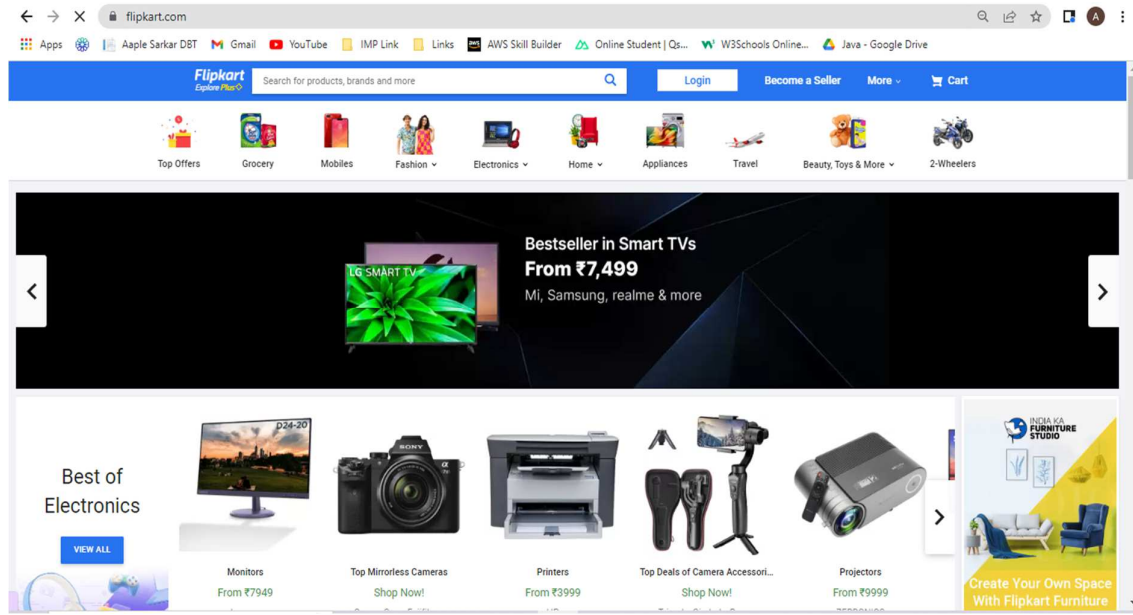 flipkart.com
A
Apps
Aaple Sarkar DBT
Gmail
YouTube
IMP Link
Links
aws
AWS Skill Builder
Online Student | Qs...
W3Schools Online...
Java - Google Drive
Flipkart
Explore Plus
Search for products, brands and more
Login
Become a Seller
More
Cart
Top Offers
Grocery
Mobiles
Fashion
Electronics
Home
Appliances
Travel
Beauty, Toys & More
2-Wheelers
LG SMART TV
Bestseller in Smart TVs
From ₹7,499
Mi, Samsung, realme & more
Best of
Electronics
VIEW ALL
D24-20
SONY
Monitors
From ₹7949
Top Mirrorless Cameras
Shop Now!
Printers
From ₹3999
Top Deals of Camera Accessori...
Shop Now!
Projectors
From ₹9999
INDIA KA
FURNITURE
STUDIO
Create Your Own Space
With Flipkart Furniture